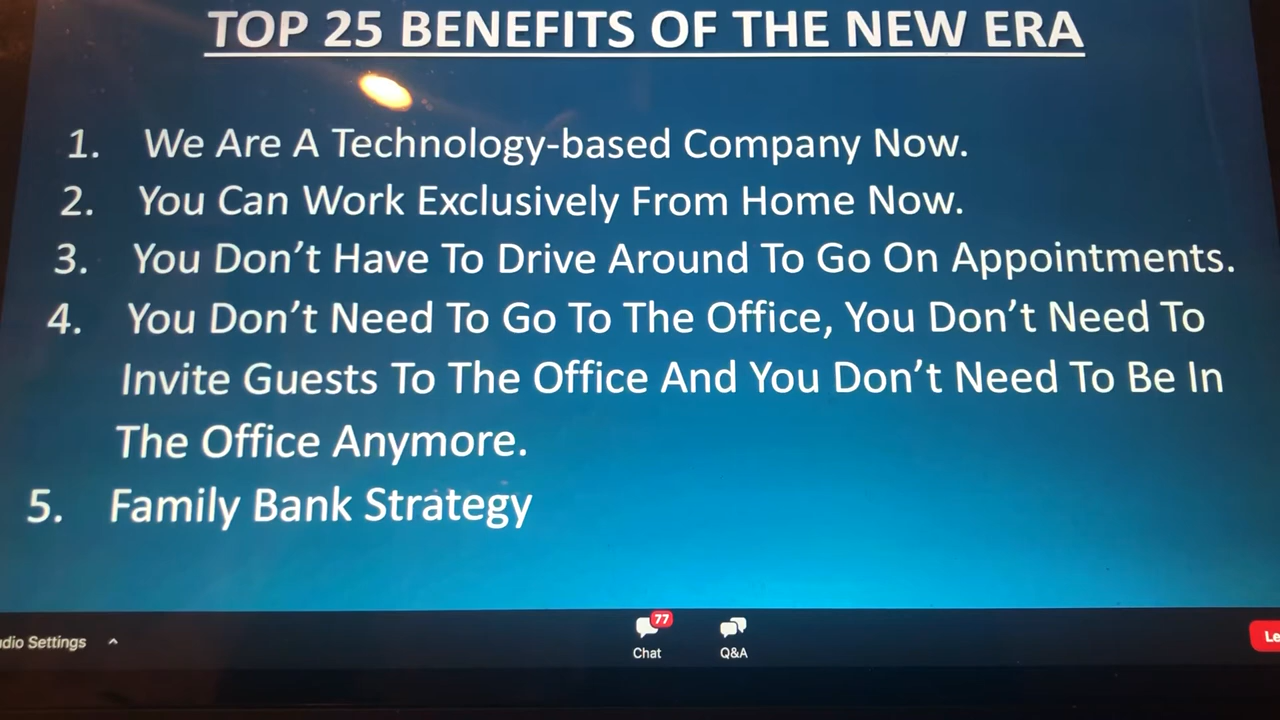 TOP 25 BENEFITS OF THE NEW ERA
1. We Are A Technology-based Company Now.
2. You Can Work Exclusively From Home Now.
3. You Don't Have To Drive Around To Go On Appointments.
4. You Don't Need To Go To The Office, You Don't Need To
Invite Guests To The Office And You Don't Need To Be In
The Office Anymore.
5. Family Bank Strategy
77
Settings
Chat
Q&A